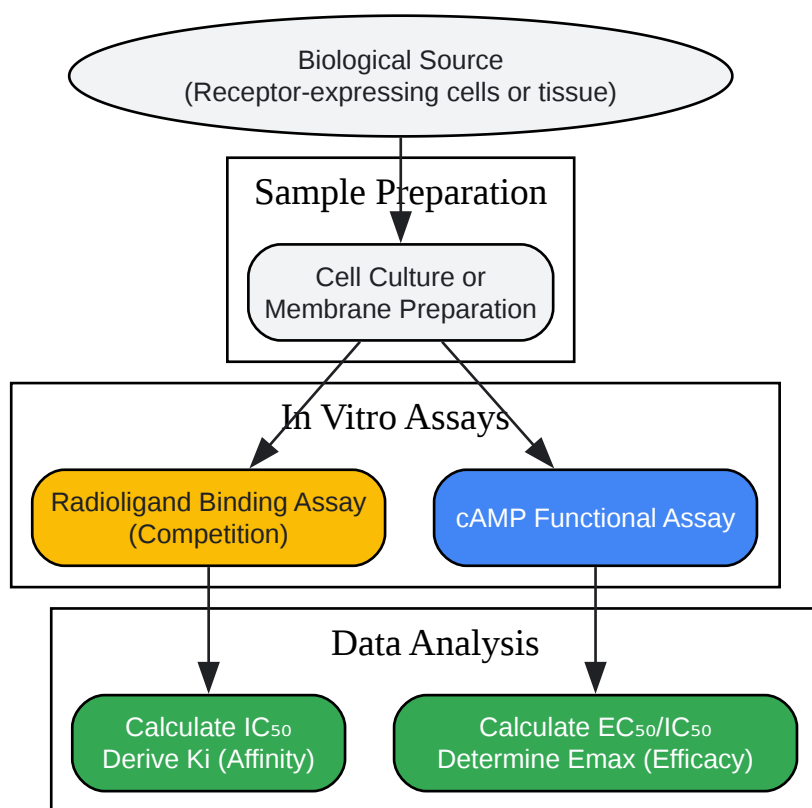 Biological Source
(Receptor-expressing cells or tissue)
Sample Preparation
Cell Culture or
Membrane Preparation
In Vitro Assays
Radioligand Binding Assay
(Competition)
cAMP Functional Assay
Data Analysis
Calculate IC₅₀
Derive Ki (Affinity)
Calculate EC₅₀/IC₅₀
Determine Emax (Efficacy)